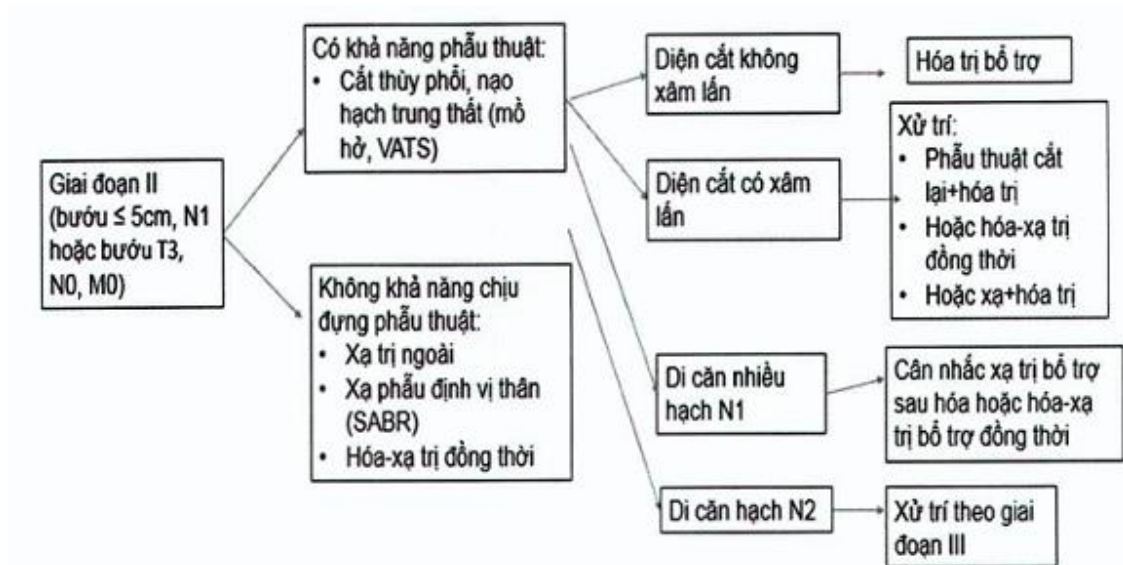 Giai đoạn II
(bướu ≤ 5cm, N1
hoặc bướu T3,
N0, M0)
Có khả năng phẫu thuật:
• Cắt thùy phổi, nạo
hạch trung thất (mổ
hở, VATS)
Không khả năng chịu
đựng phẫu thuật:
• Xạ trị ngoài
• Xạ phẫu định vị thân
(SABR)
• Hóa-xạ trị đồng thời
Diện cắt không
xâm lấn
Hóa trị bổ trợ
Diện cắt có xâm
lấn
Xử trí:
• Phẫu thuật cắt
lại+hóa trị
• Hoặc hóa-xạ trị
đồng thời
• Hoặc xạ+hóa trị
Di căn nhiều
hạch N1
Cân nhắc xạ trị bổ trợ
sau hóa hoặc hóa-xạ
trị bổ trợ đồng thời
Di căn hạch N2
Xử trí theo giai
đoạn III